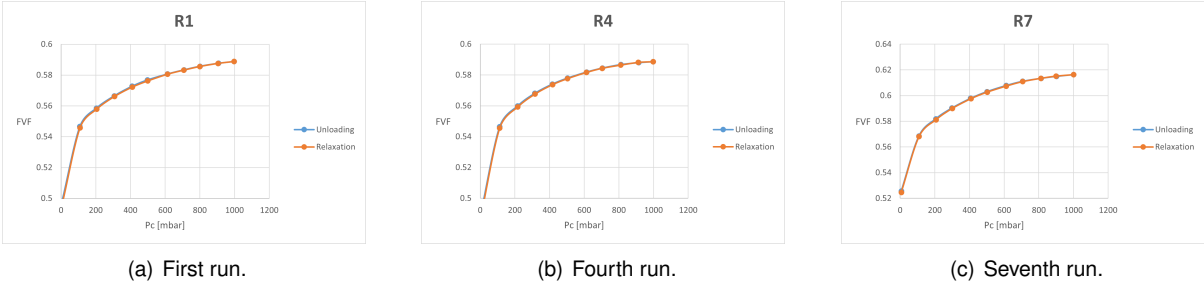 R1
0.6
0.58
0.56
0.54
0.52
0.5
FVF
0 200 400 600 800 1000 1200
Pc [mbar]
Unloading
Relaxation
(a) First run.
R4
0.6
0.58
0.56
0.54
0.52
0.5
FVF
0 200 400 600 800 1000 1200
Pc [mbar]
Unloading
Relaxation
(b) Fourth run.
R7
0.64
0.62
0.6
0.58
0.56
0.54
0.52
FVF
0 200 400 600 800 1000 1200
Pc [mbar]
Unloading
Relaxation
(c) Seventh run.